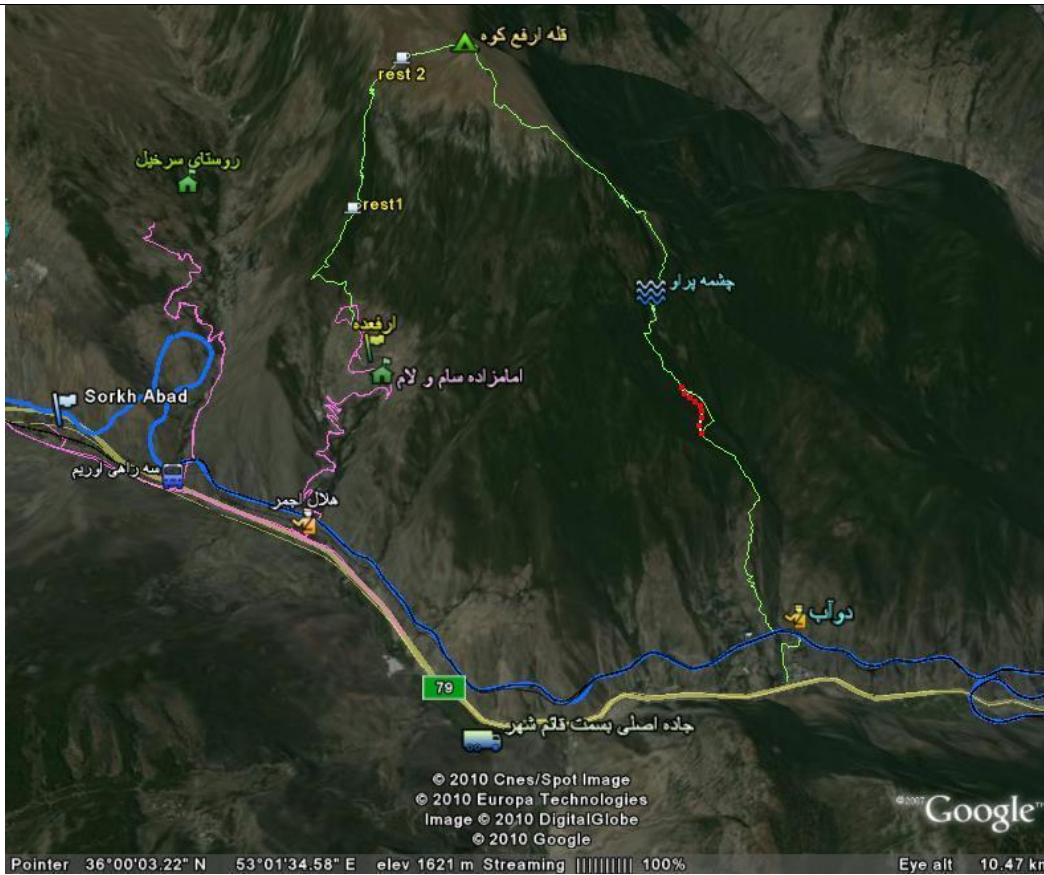 قله ارفع کوه
rest 2
روستای سرخیل
rest1
چشمه پراو
ارفعده
امامزاده سام و لام
Sorkh Abad
سه راهی اوریم
هلال احمر
دوآب
79
جاده اصلی بسمت قائم شهر
© 2010 Cnes/Spot Image
© 2010 Europa Technologies
Image © 2010 DigitalGlobe
© 2010 Google
©2007 Google™
Pointer 36°00'03.22" N 53°01'34.58" E elev 1621 m Streaming |||||||||| 100% Eye alt 10.47 km